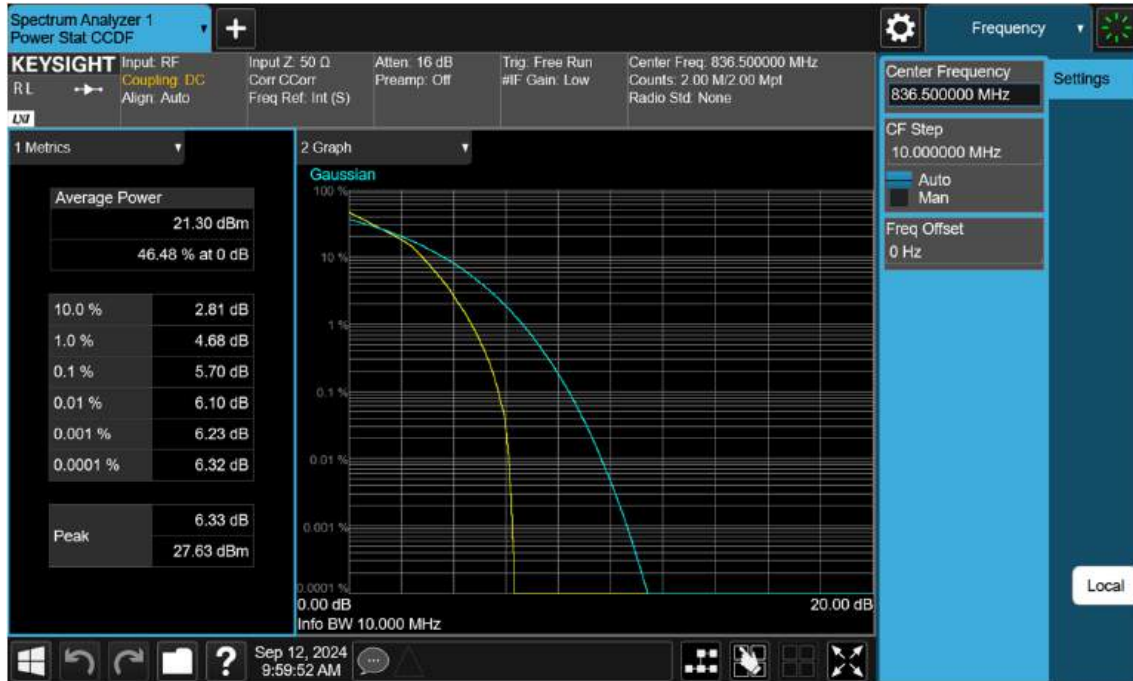 Spectrum Analyzer 1
Power Stat CCDF
+
Frequency
KEYSIGHT
RL
LXI
Input: RF
Coupling: DC
Align: Auto
Input Z: 50 Ω
Corr CCorr
Freq Ref: Int (S)
Atten: 16 dB
Preamp: Off
Trig: Free Run
#IF Gain: Low
Center Freq: 836.500000 MHz
Counts: 2.00 M/2.00 Mpt
Radio Std: None
Center Frequency
836.500000 MHz
Settings
CF Step
10.000000 MHz
Auto
Man
Freq Offset
0 Hz
1 Metrics
Average Power
21.30 dBm
46.48 % at 0 dB
10.0 % 2.81 dB
1.0 % 4.68 dB
0.1 % 5.70 dB
0.01 % 6.10 dB
0.001 % 6.23 dB
0.0001 % 6.32 dB
Peak
6.33 dB
27.63 dBm
2 Graph
Gaussian
100 %
10 %
1 %
0.1 %
0.01 %
0.001 %
0.0001 %
0.00 dB 20.00 dB
Info BW 10.000 MHz
Local
?
Sep 12, 2024
9:59:52 AM